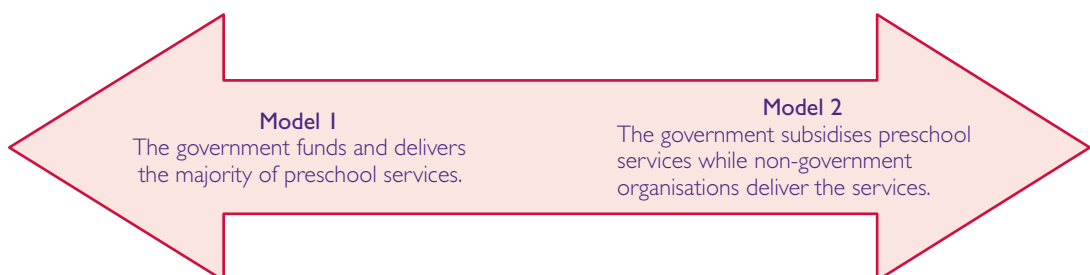 Model 1
The government funds and delivers
the majority of preschool services.
Model 2
The government subsidises preschool
services while non-government
organisations deliver the services.